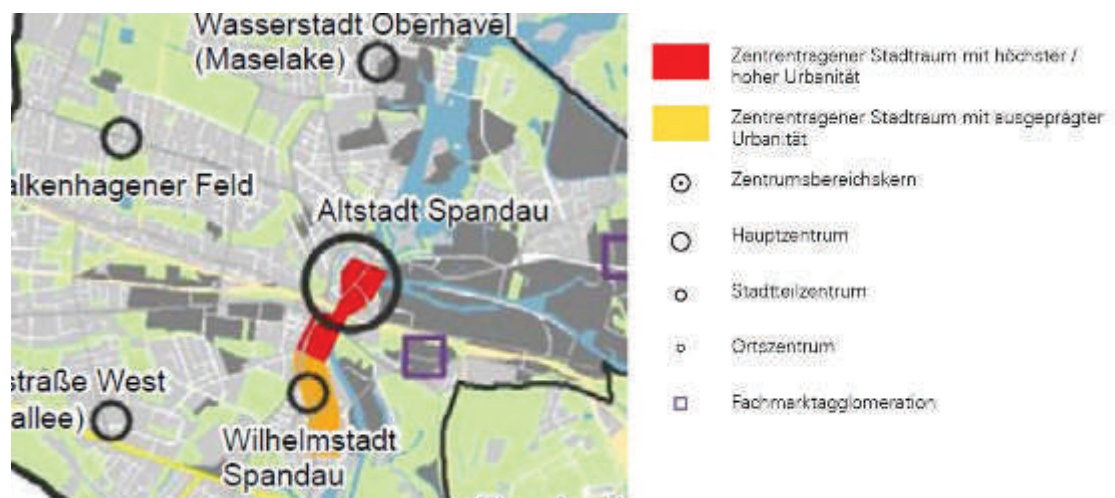 Wasserstadt Oberhavel
(Maselake)
alkenhagener Feld
Altstadt Spandau
straße West
allee)
Wilhelmstadt
Spandau
Zentrentragener Stadtraum mit höchster /
hoher Urbanität
Zentrentragener Stadtraum mit ausgeprägter
Urbanität
Zentrumsbereichskern
Hauptzentrum
Stadtteilzentrum
Ortszentrum
Fachmarktagglomeration